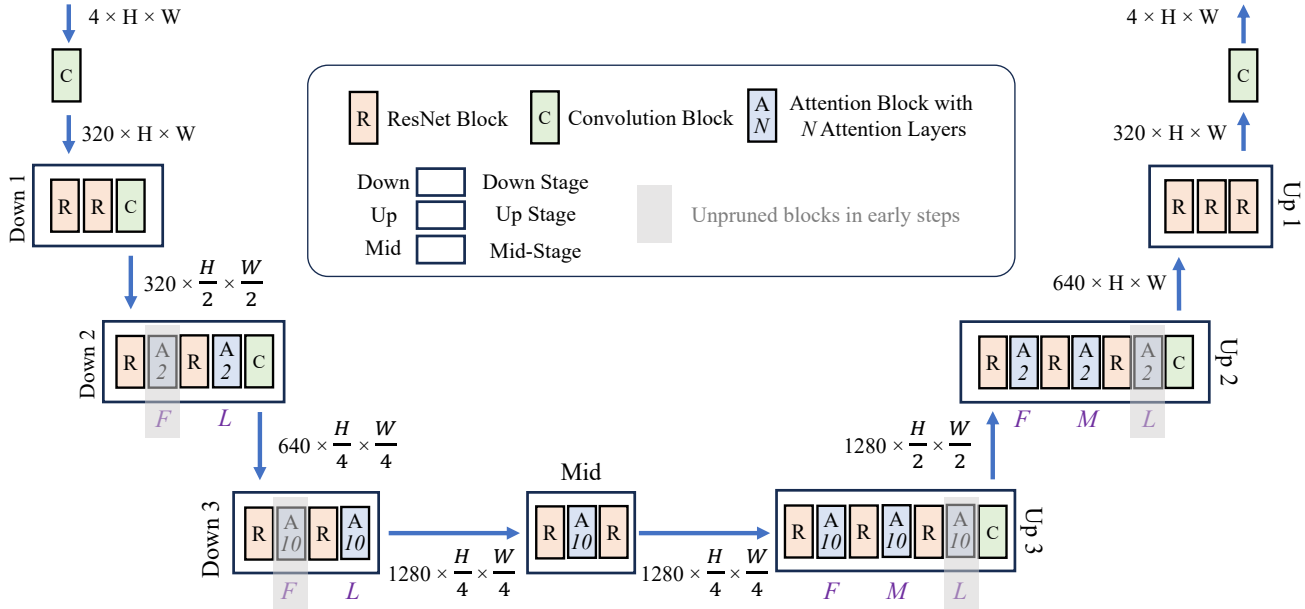 4 × H × W
C
320 × H × W
Down 1
R R C
320 × H/2 × W/2
Down 2
R A 2 R A 2 C
F L
640 × H/4 × W/4
Down 3
R A 10 R A 10
F L
1280 × H/4 × W/4
Mid
R A 10 R
1280 × H/4 × W/4
R A 10 R A 10 R A 10 C
Up 3
F M L
1280 × H/2 × W/2
R A 2 R A 2 R A 2 C
Up 2
F M L
640 × H × W
R R R
Up 1
320 × H × W
C
4 × H × W
R ResNet Block
C Convolution Block
A N Attention Block with
N Attention Layers
Down Down Stage
Up Up Stage
Mid Mid-Stage
Unpruned blocks in early steps